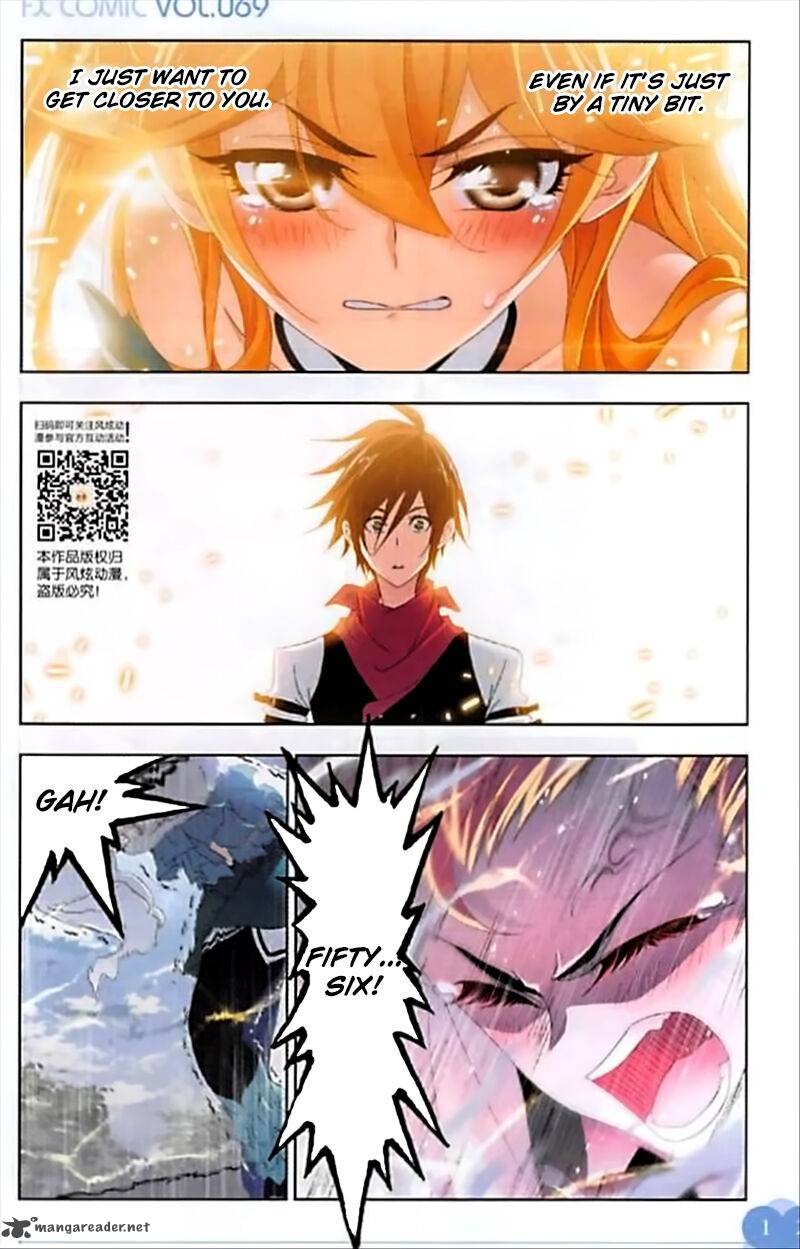 FX COMIC VOL.069
I JUST WANT TO
GET CLOSER TO YOU.
EVEN IF IT'S JUST
BY A TINY BIT.
扫码即可关注风炫动
漫参与官方互动活动!
本作品版权归
属于风炫动漫,
盗版必究!
GAH!
FIFTY...
SIX!
1
mangareader.net